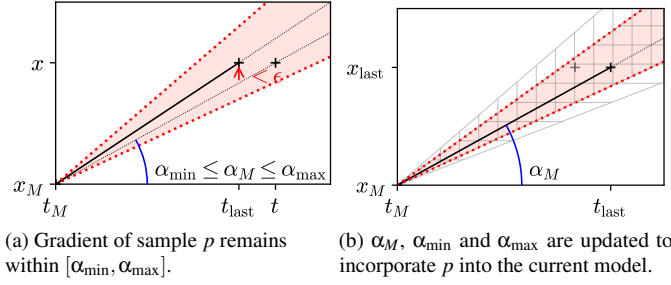 x
< ϵ
α_min ≤ α_M ≤ α_max
x_M
t_M
t_last
t
x_last
α_M
x_M
t_M
t_last
(a) Gradient of sample p remains
within [α_min, α_max].
(b) α_M, α_min and α_max are updated to
incorporate p into the current model.